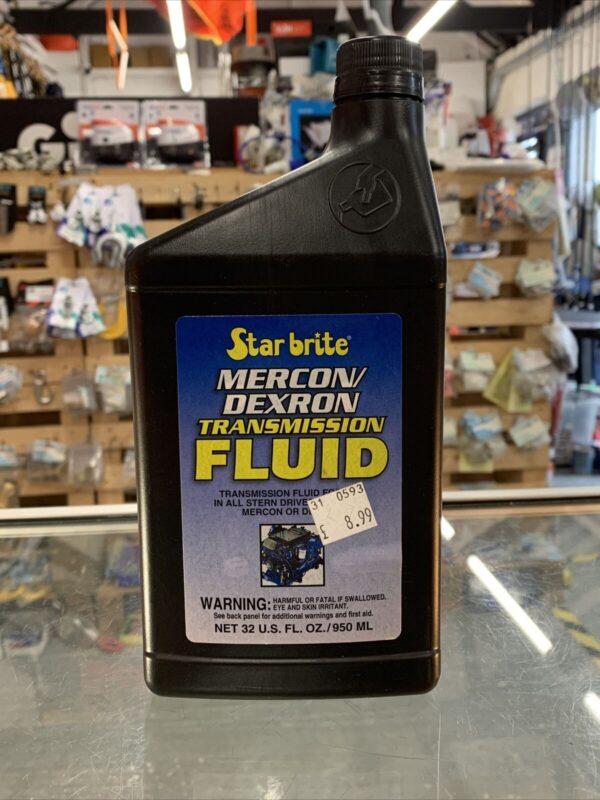 Star brite
MERCON/
DEXRON
TRANSMISSION
FLUID
TRANSMISSION FLUID
IN ALL STERN DRIVE
MERCON OR
31 0593
£ 8.99
WARNING: HARMFUL OR FATAL IF SWALLOWED.
EYE AND SKIN IRRITANT.
See back panel for additional warnings and first aid.
NET 32 U.S. FL. OZ./950 ML